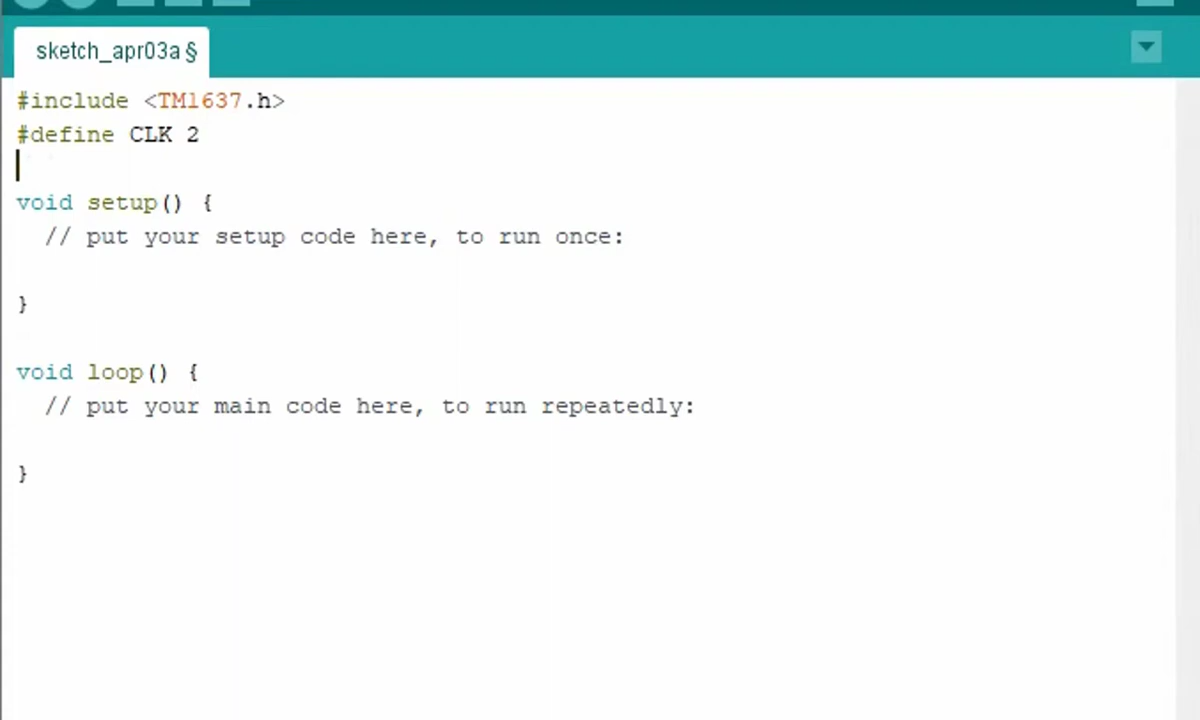 sketch_apr03a §
#include <TM1637.h>
#define CLK 2
void setup() {
// put your setup code here, to run once:
}
void loop() {
// put your main code here, to run repeatedly:
}